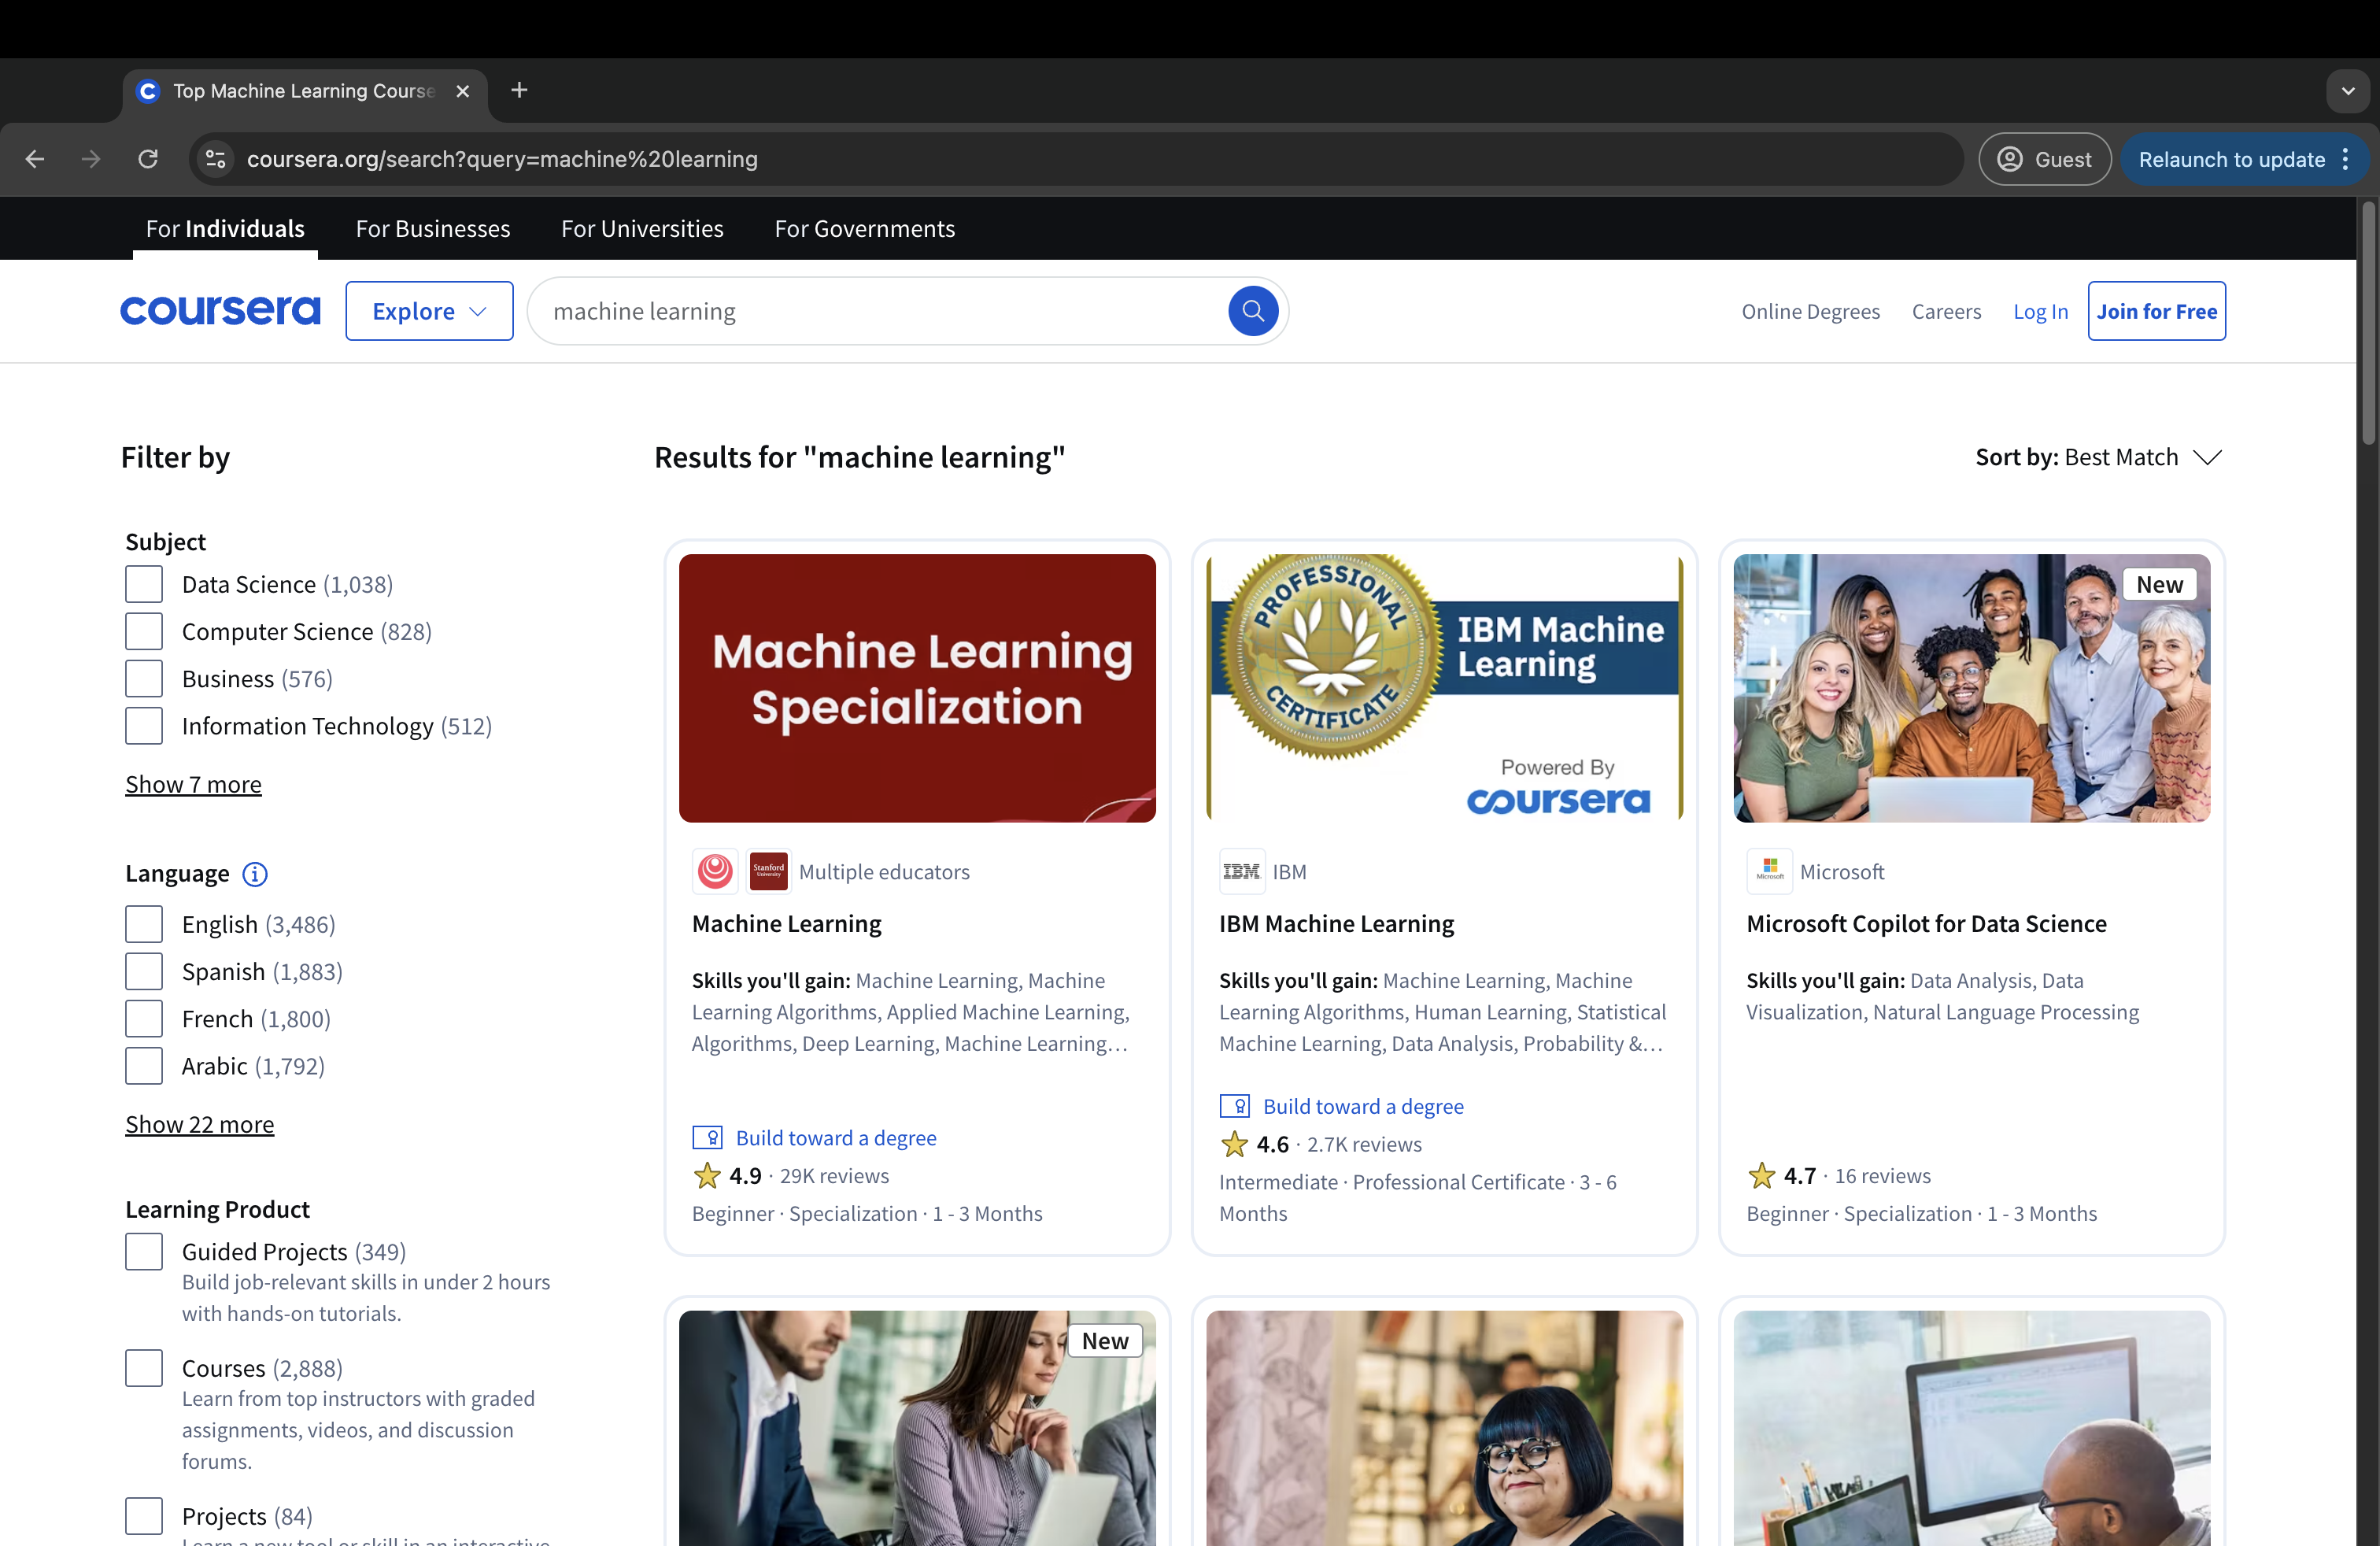 Top Machine Learning Course
coursera.org/search?query=machine%20learning
Guest
Relaunch to update
For Individuals
For Businesses
For Universities
For Governments
coursera
Explore
machine learning
Online Degrees
Careers
Log In
Join for Free
Filter by
Subject
Data Science (1,038)
Computer Science (828)
Business (576)
Information Technology (512)
Show 7 more
Language
English (3,486)
Spanish (1,883)
French (1,800)
Arabic (1,792)
Show 22 more
Learning Product
Guided Projects (349)
Build job-relevant skills in under 2 hours
with hands-on tutorials.
Courses (2,888)
Learn from top instructors with graded
assignments, videos, and discussion
forums.
Projects (84)
Learn a new tool or skill in an interactive
Results for "machine learning"
Sort by: Best Match
Machine Learning
Specialization
Stanford
University
Multiple educators
Machine Learning
Skills you'll gain: Machine Learning, Machine
Learning Algorithms, Applied Machine Learning,
Algorithms, Deep Learning, Machine Learning…
Build toward a degree
4.9 · 29K reviews
Beginner · Specialization · 1 - 3 Months
PROFESSIONAL
CERTIFICATE
IBM Machine
Learning
Powered By
coursera
IBM
IBM
IBM Machine Learning
Skills you'll gain: Machine Learning, Machine
Learning Algorithms, Human Learning, Statistical
Machine Learning, Data Analysis, Probability &…
Build toward a degree
4.6 · 2.7K reviews
Intermediate · Professional Certificate · 3 - 6
Months
New
Microsoft
Microsoft
Microsoft Copilot for Data Science
Skills you'll gain: Data Analysis, Data
Visualization, Natural Language Processing
4.7 · 16 reviews
Beginner · Specialization · 1 - 3 Months
New